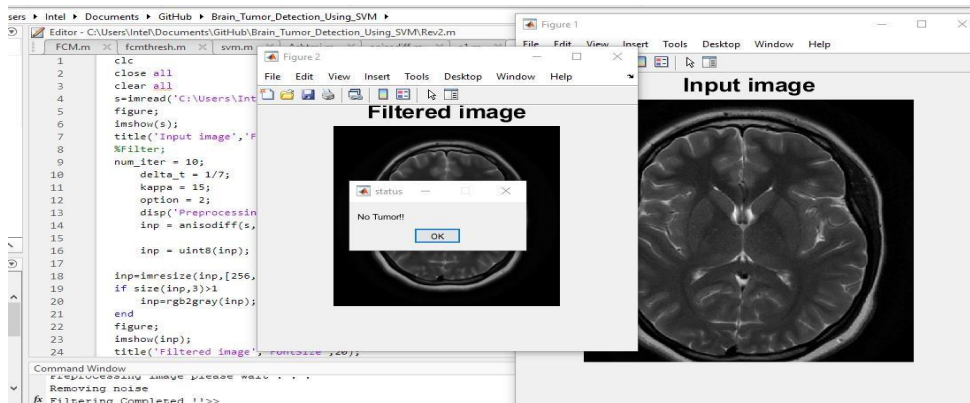 sers ▸ Intel ▸ Documents ▸ GitHub ▸ Brain_Tumor_Detection_Using_SVM ▸
Editor - C:\Users\Intel\Documents\GitHub\Brain_Tumor_Detection_Using_SVM\Rev2.m
FCM.m × fcmthresh.m × svm.m
1 clc
2 close all
3 clear all
4 s=imread('C:\Users\Int
5 figure;
6 imshow(s);
7 title('Input image','F
8 %Filter;
9 num_iter = 10;
10 delta_t = 1/7;
11 kappa = 15;
12 option = 2;
13 disp('Preprocessin
14 inp = anisodiff(s,
15
16 inp = uint8(inp);
17
18 inp=imresize(inp,[256,
19 if size(inp,3)>1
20 inp=rgb2gray(inp);
21 end
22 figure;
23 imshow(inp);
24 title('Filtered image','FontSize',20);
Command Window
Preprocessing image please wait . . .
Removing noise
fx Filtering Completed !!>>
Figure 2
File Edit View Insert Tools Desktop Window Help
Filtered image
status
No Tumor!!
OK
Figure 1
File Edit View Insert Tools Desktop Window Help
Input image